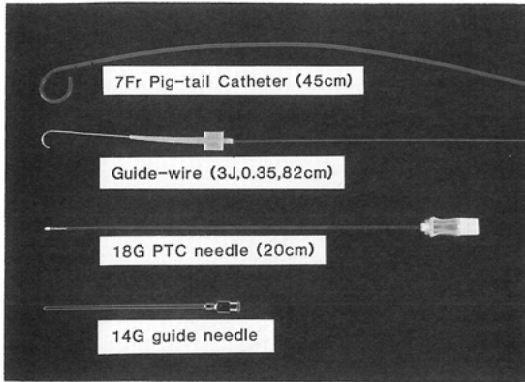 7Fr Pig-tail Catheter (45cm)
Guide-wire (3J,0.35,82cm)
18G PTC needle (20cm)
14G guide needle